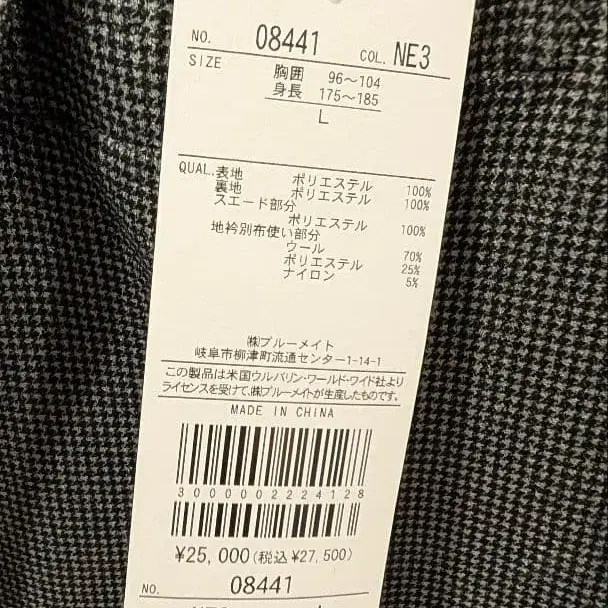 NO. 08441 COL. NE3
SIZE 胸囲 96～104
身長 175～185
L
QUAL. 表地 ポリエステル 100%
裏地 ポリエステル 100%
スエード部分
ポリエステル 100%
地衿別布使い部分
ウール 70%
ポリエステル 25%
ナイロン 5%
㈱ブルーメイト
岐阜市柳津町流通センター1-14-1
この製品は米国ウルバリン・ワールド・ワイド社より
ライセンスを受けて、㈱ブルーメイトが生産したものです。
MADE IN CHINA
3000002224128
¥25,000(税込¥27,500)
NO. 08441